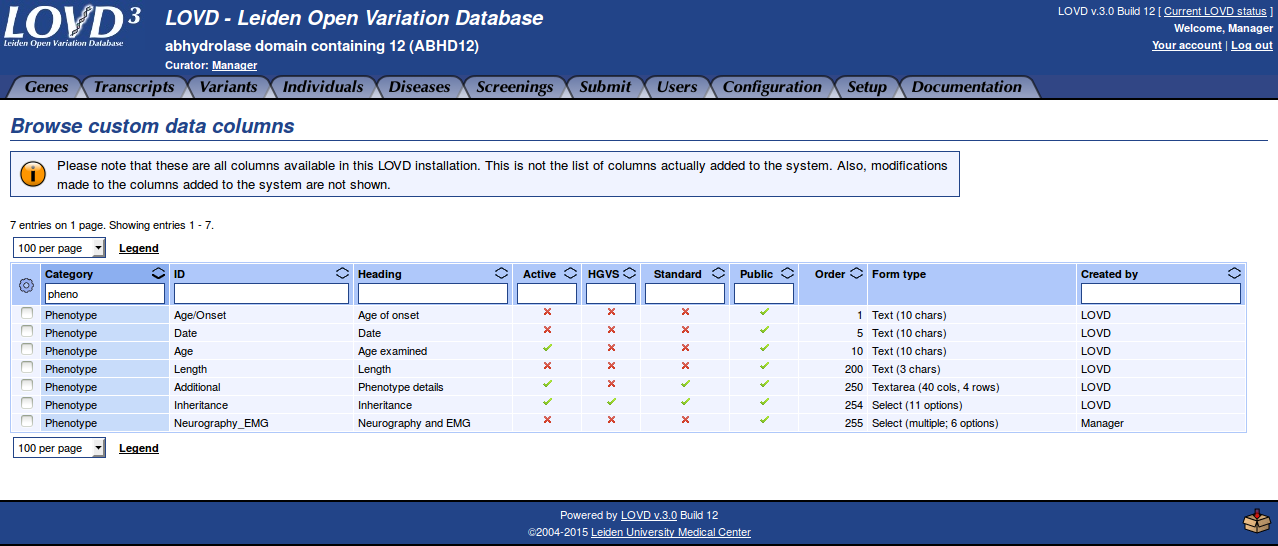 LOVD 3
Leiden Open Variation Database
LOVD - Leiden Open Variation Database
abhydrolase domain containing 12 (ABHD12)
Curator: Manager
LOVD v.3.0 Build 12 [ Current LOVD status ]
Welcome, Manager
Your account | Log out
Genes Transcripts Variants Individuals Diseases Screenings Submit Users Configuration Setup Documentation
Browse custom data columns
Please note that these are all columns available in this LOVD installation. This is not the list of columns actually added to the system. Also, modifications
made to the columns added to the system are not shown.
7 entries on 1 page. Showing entries 1 - 7.
100 per page Legend
Category ID Heading Active HGVS Standard Public Order Form type Created by
pheno
Phenotype Age/Onset Age of onset 1 Text (10 chars) LOVD
Phenotype Date Date 5 Text (10 chars) LOVD
Phenotype Age Age examined 10 Text (10 chars) LOVD
Phenotype Length Length 200 Text (3 chars) LOVD
Phenotype Additional Phenotype details 250 Textarea (40 cols, 4 rows) LOVD
Phenotype Inheritance Inheritance 254 Select (11 options) LOVD
Phenotype Neurography_EMG Neurography and EMG 255 Select (multiple; 6 options) Manager
100 per page Legend
Powered by LOVD v.3.0 Build 12
©2004-2015 Leiden University Medical Center